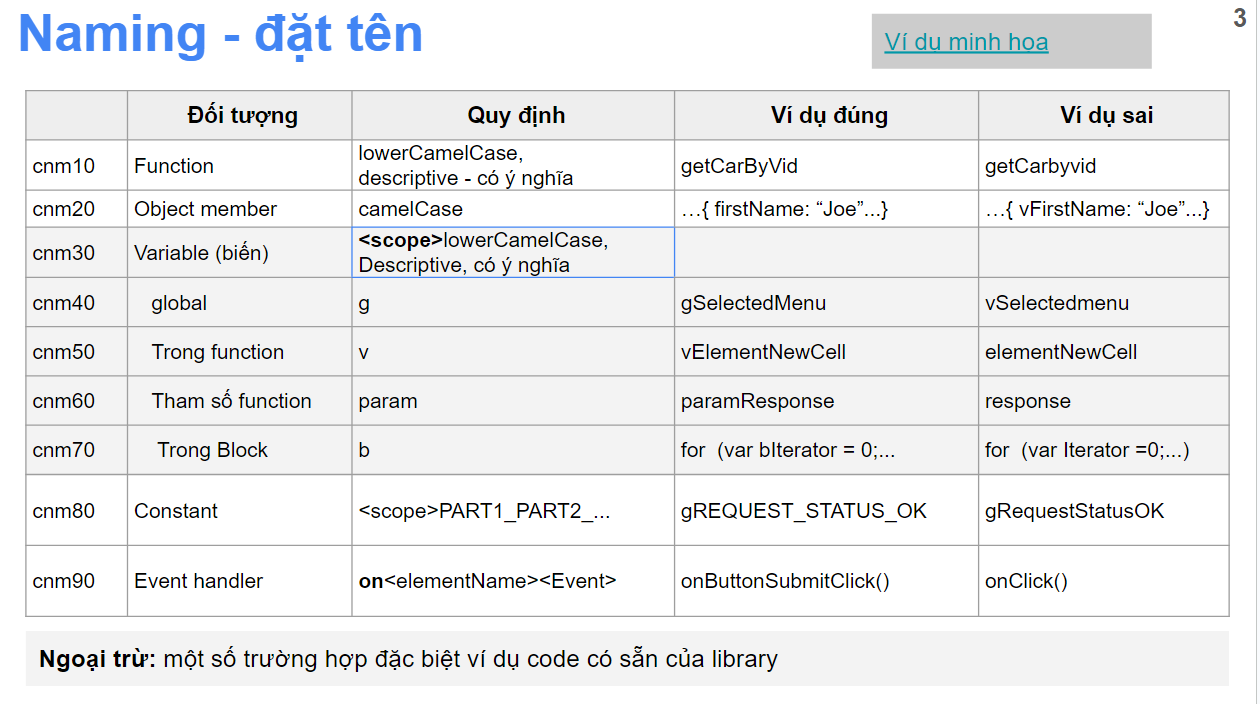 Naming - đặt tên
Ví dụ minh hoa
3
Đối tượng Quy định Ví dụ đúng Ví dụ sai
cnm10 Function lowerCamelCase, descriptive - có ý nghĩa getCarByVid getCarbyvid
cnm20 Object member camelCase …{ firstName: “Joe”...} …{ vFirstName: “Joe”...}
cnm30 Variable (biến) <scope>lowerCamelCase, Descriptive, có ý nghĩa
cnm40 global g gSelectedMenu vSelectedmenu
cnm50 Trong function v vElementNewCell elementNewCell
cnm60 Tham số function param paramResponse response
cnm70 Trong Block b for (var bIterator = 0;... for (var Iterator =0;...)
cnm80 Constant <scope>PART1_PART2_... gREQUEST_STATUS_OK gRequestStatusOK
cnm90 Event handler on<elementName><Event> onButtonSubmitClick() onClick()
Ngoại trừ: một số trường hợp đặc biệt ví dụ code có sẵn của library